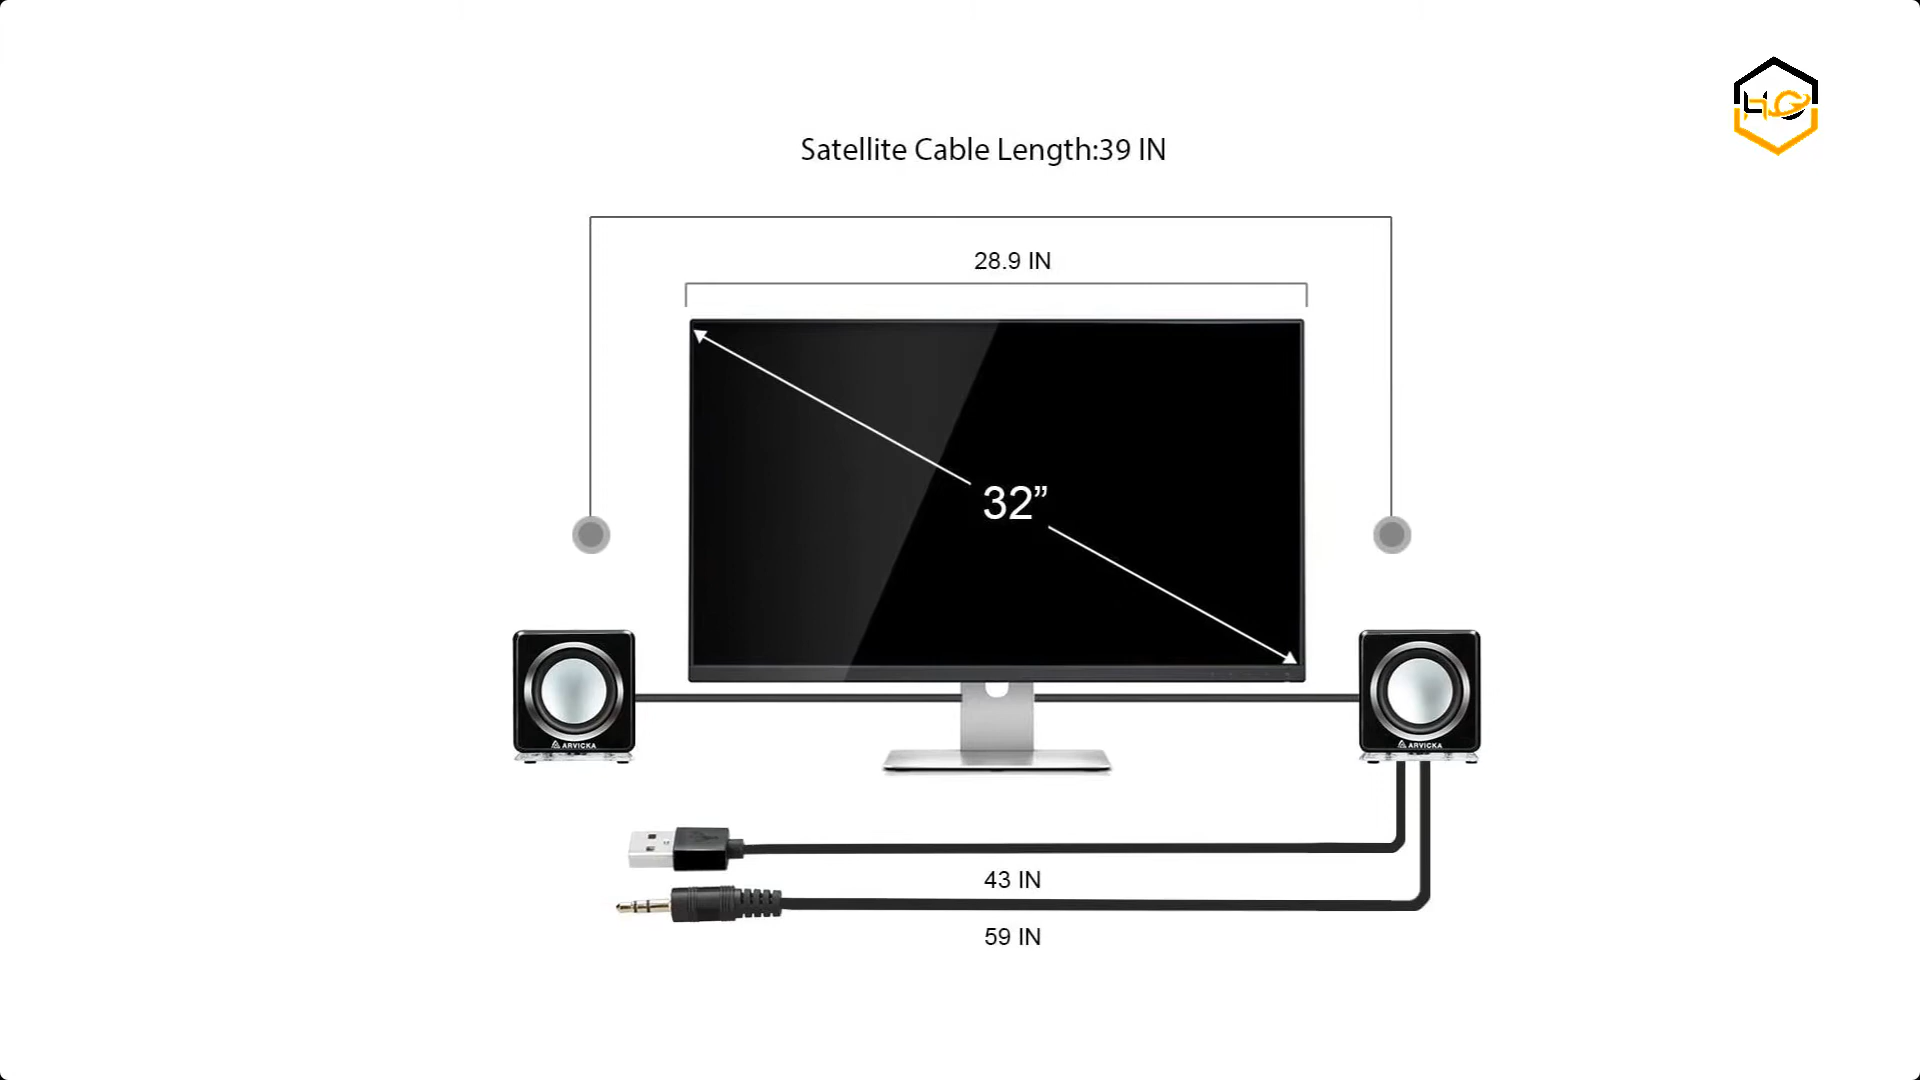 Satellite Cable Length:39 IN
28.9 IN
32”
ARVICKA
ARVICKA
43 IN
59 IN